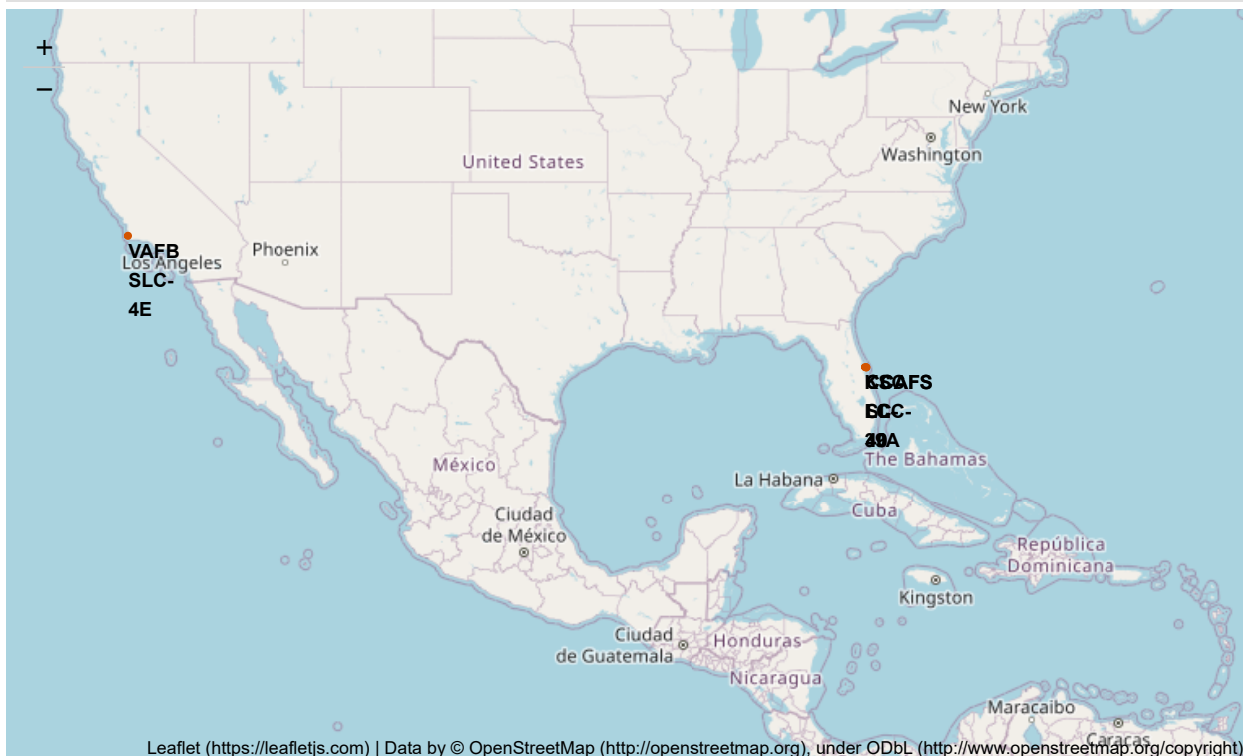 +
−
New York
Washington
United States
Phoenix
VAFB
Los Angeles
SLC-
4E
The Bahamas
La Habana
México
Cuba
Ciudad
de México
República
Dominicana
Kingston
Ciudad
de Guatemala
Honduras
Nicaragua
Maracaibo
Caracas
Leaflet (https://leafletjs.com) | Data by © OpenStreetMap (http://openstreetmap.org), under ODbL (http://www.openstreetmap.org/copyright)